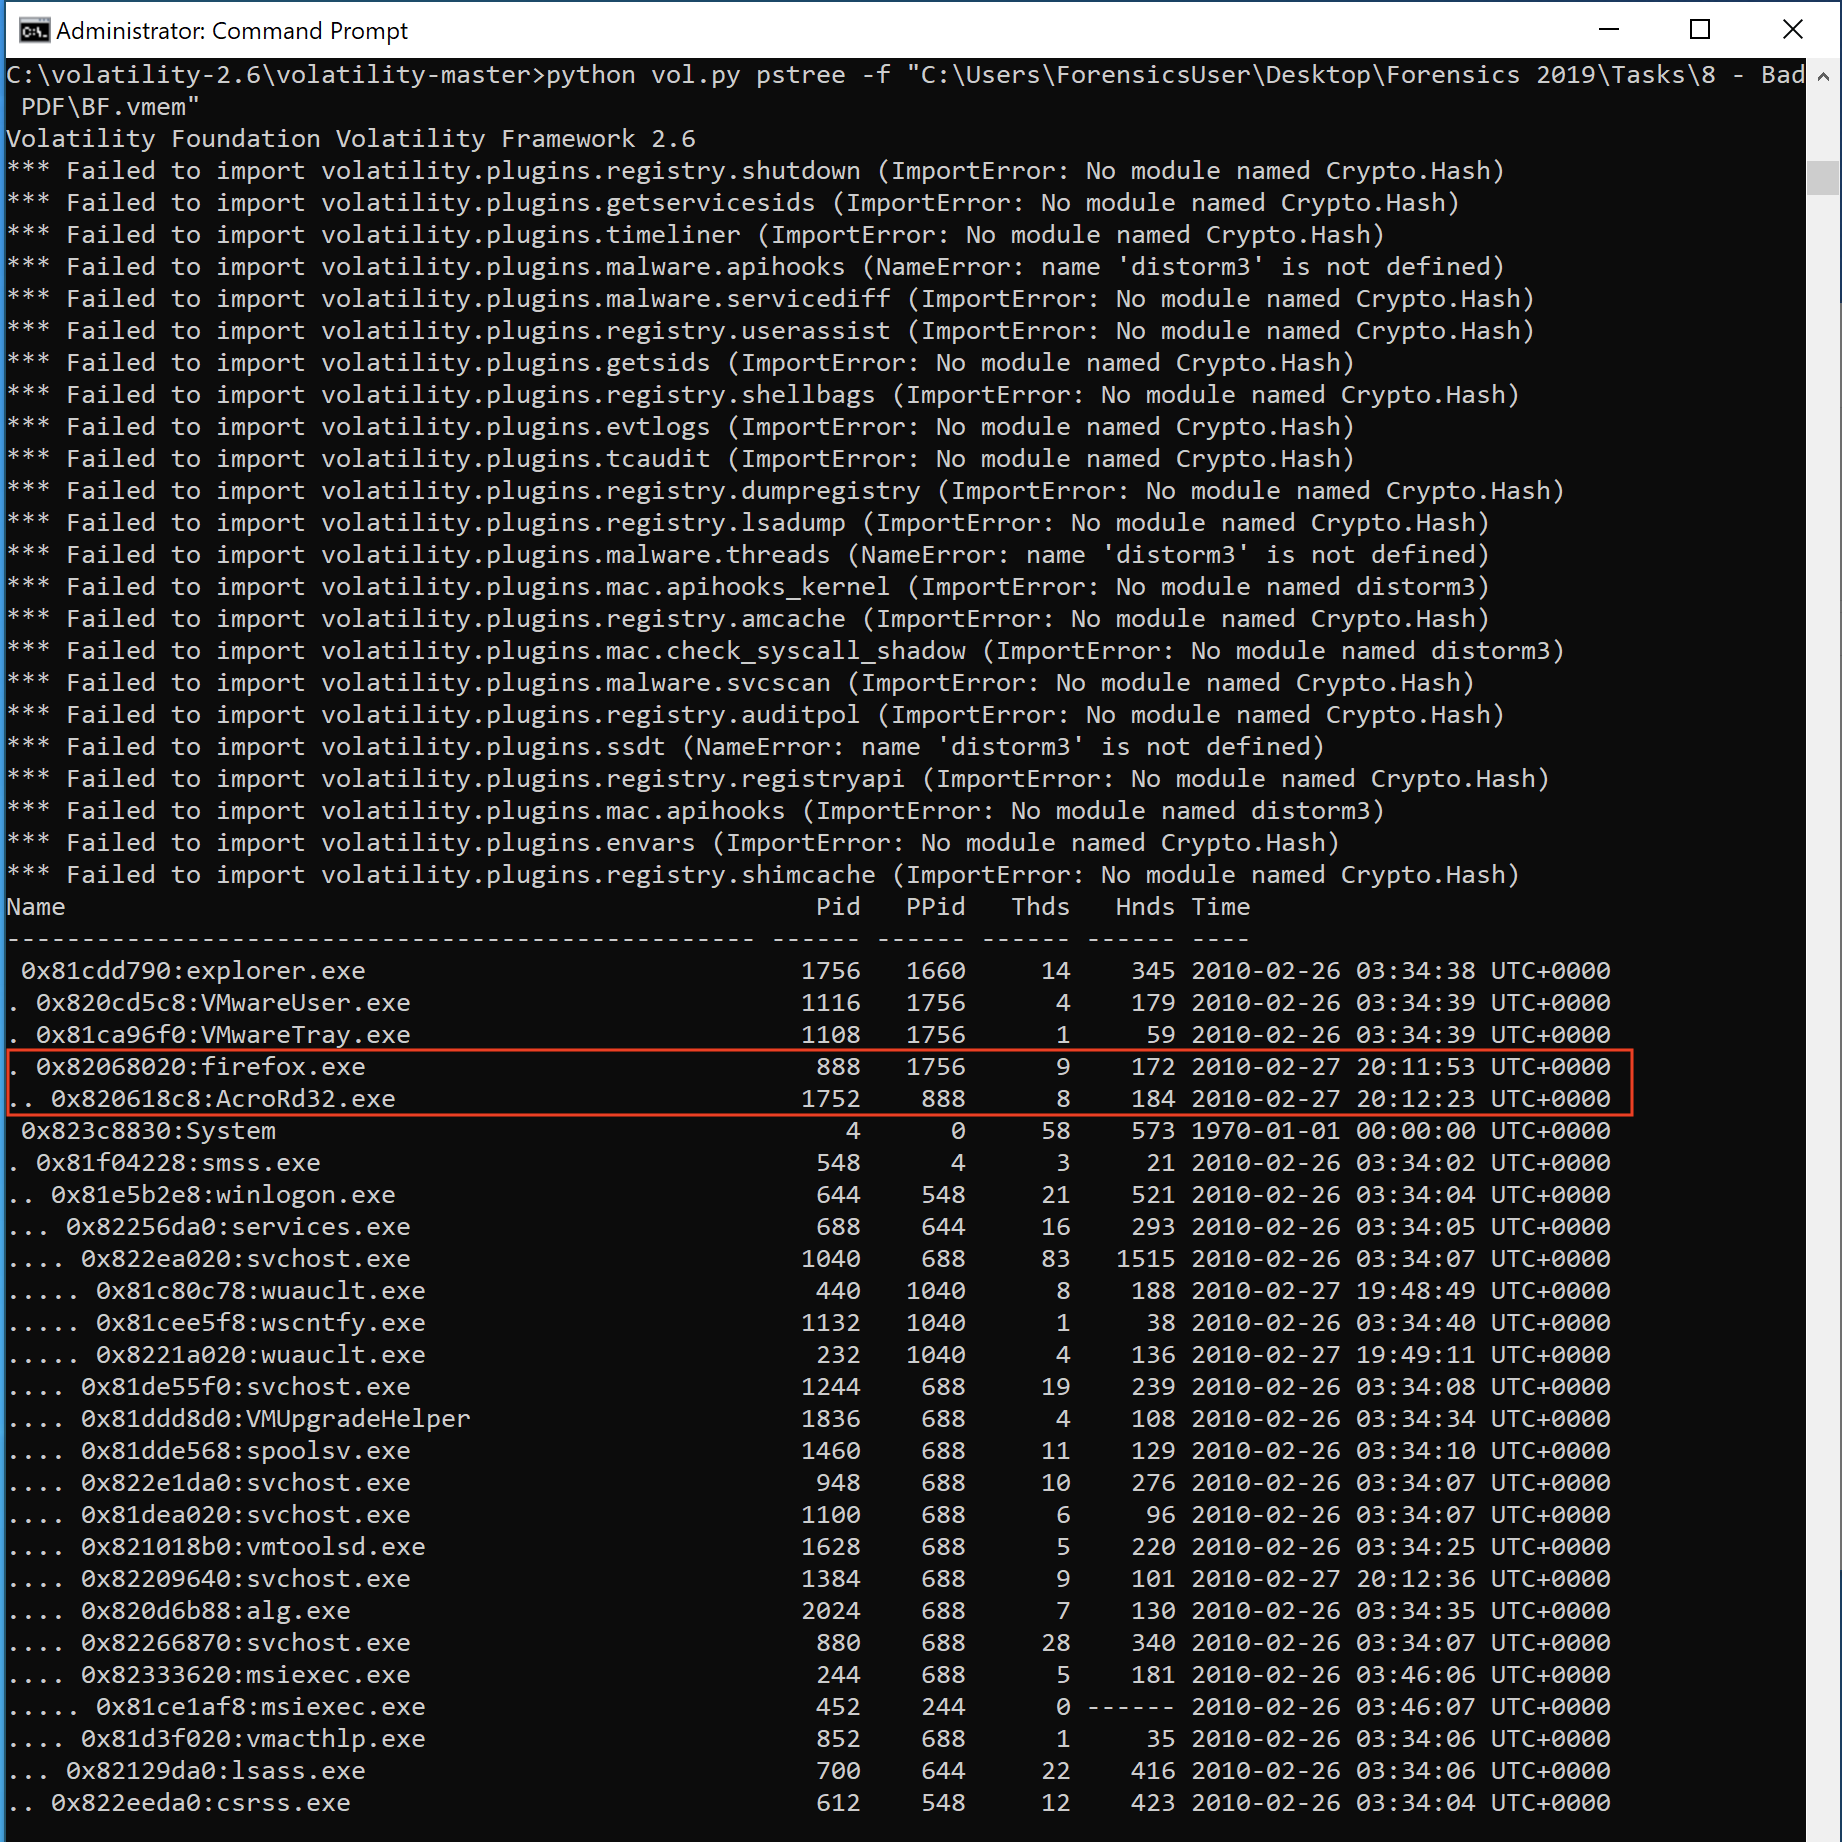 Administrator: Command Prompt
C:\volatility-2.6\volatility-master>python vol.py pstree -f "C:\Users\ForensicsUser\Desktop\Forensics 2019\Tasks\8 - Bad
 PDF\BF.vmem"
Volatility Foundation Volatility Framework 2.6
*** Failed to import volatility.plugins.registry.shutdown (ImportError: No module named Crypto.Hash)
*** Failed to import volatility.plugins.getservicesids (ImportError: No module named Crypto.Hash)
*** Failed to import volatility.plugins.timeliner (ImportError: No module named Crypto.Hash)
*** Failed to import volatility.plugins.malware.apihooks (NameError: name 'distorm3' is not defined)
*** Failed to import volatility.plugins.malware.servicediff (ImportError: No module named Crypto.Hash)
*** Failed to import volatility.plugins.registry.userassist (ImportError: No module named Crypto.Hash)
*** Failed to import volatility.plugins.getsids (ImportError: No module named Crypto.Hash)
*** Failed to import volatility.plugins.registry.shellbags (ImportError: No module named Crypto.Hash)
*** Failed to import volatility.plugins.evtlogs (ImportError: No module named Crypto.Hash)
*** Failed to import volatility.plugins.tcaudit (ImportError: No module named Crypto.Hash)
*** Failed to import volatility.plugins.registry.dumpregistry (ImportError: No module named Crypto.Hash)
*** Failed to import volatility.plugins.registry.lsadump (ImportError: No module named Crypto.Hash)
*** Failed to import volatility.plugins.malware.threads (NameError: name 'distorm3' is not defined)
*** Failed to import volatility.plugins.mac.apihooks_kernel (ImportError: No module named distorm3)
*** Failed to import volatility.plugins.registry.amcache (ImportError: No module named Crypto.Hash)
*** Failed to import volatility.plugins.mac.check_syscall_shadow (ImportError: No module named distorm3)
*** Failed to import volatility.plugins.malware.svcscan (ImportError: No module named Crypto.Hash)
*** Failed to import volatility.plugins.registry.auditpol (ImportError: No module named Crypto.Hash)
*** Failed to import volatility.plugins.ssdt (NameError: name 'distorm3' is not defined)
*** Failed to import volatility.plugins.registry.registryapi (ImportError: No module named Crypto.Hash)
*** Failed to import volatility.plugins.mac.apihooks (ImportError: No module named distorm3)
*** Failed to import volatility.plugins.envars (ImportError: No module named Crypto.Hash)
*** Failed to import volatility.plugins.registry.shimcache (ImportError: No module named Crypto.Hash)
Name                                                  Pid   PPid   Thds   Hnds Time
-------------------------------------------------- ------ ------ ------ ------ ----
 0x81cdd790:explorer.exe                             1756   1660     14    345 2010-02-26 03:34:38 UTC+0000
. 0x820cd5c8:VMwareUser.exe                          1116   1756      4    179 2010-02-26 03:34:39 UTC+0000
. 0x81ca96f0:VMwareTray.exe                          1108   1756      1     59 2010-02-26 03:34:39 UTC+0000
. 0x82068020:firefox.exe                              888   1756      9    172 2010-02-27 20:11:53 UTC+0000
.. 0x820618c8:AcroRd32.exe                           1752    888      8    184 2010-02-27 20:12:23 UTC+0000
 0x823c8830:System                                      4      0     58    573 1970-01-01 00:00:00 UTC+0000
. 0x81f04228:smss.exe                                 548      4      3     21 2010-02-26 03:34:02 UTC+0000
.. 0x81e5b2e8:winlogon.exe                            644    548     21    521 2010-02-26 03:34:04 UTC+0000
... 0x82256da0:services.exe                           688    644     16    293 2010-02-26 03:34:05 UTC+0000
.... 0x822ea020:svchost.exe                          1040    688     83   1515 2010-02-26 03:34:07 UTC+0000
..... 0x81c80c78:wuauclt.exe                          440   1040      8    188 2010-02-27 19:48:49 UTC+0000
..... 0x81cee5f8:wscntfy.exe                         1132   1040      1     38 2010-02-26 03:34:40 UTC+0000
..... 0x8221a020:wuauclt.exe                          232   1040      4    136 2010-02-27 19:49:11 UTC+0000
.... 0x81de55f0:svchost.exe                          1244    688     19    239 2010-02-26 03:34:08 UTC+0000
.... 0x81ddd8d0:VMUpgradeHelper                      1836    688      4    108 2010-02-26 03:34:34 UTC+0000
.... 0x81dde568:spoolsv.exe                          1460    688     11    129 2010-02-26 03:34:10 UTC+0000
.... 0x822e1da0:svchost.exe                           948    688     10    276 2010-02-26 03:34:07 UTC+0000
.... 0x81dea020:svchost.exe                          1100    688      6     96 2010-02-26 03:34:07 UTC+0000
.... 0x821018b0:vmtoolsd.exe                         1628    688      5    220 2010-02-26 03:34:25 UTC+0000
.... 0x82209640:svchost.exe                          1384    688      9    101 2010-02-27 20:12:36 UTC+0000
.... 0x820d6b88:alg.exe                              2024    688      7    130 2010-02-26 03:34:35 UTC+0000
.... 0x82266870:svchost.exe                           880    688     28    340 2010-02-26 03:34:07 UTC+0000
.... 0x82333620:msiexec.exe                           244    688      5    181 2010-02-26 03:46:06 UTC+0000
..... 0x81ce1af8:msiexec.exe                          452    244      0 ------ 2010-02-26 03:46:07 UTC+0000
.... 0x81d3f020:vmacthlp.exe                          852    688      1     35 2010-02-26 03:34:06 UTC+0000
... 0x82129da0:lsass.exe                              700    644     22    416 2010-02-26 03:34:06 UTC+0000
.. 0x822eeda0:csrss.exe                               612    548     12    423 2010-02-26 03:34:04 UTC+0000